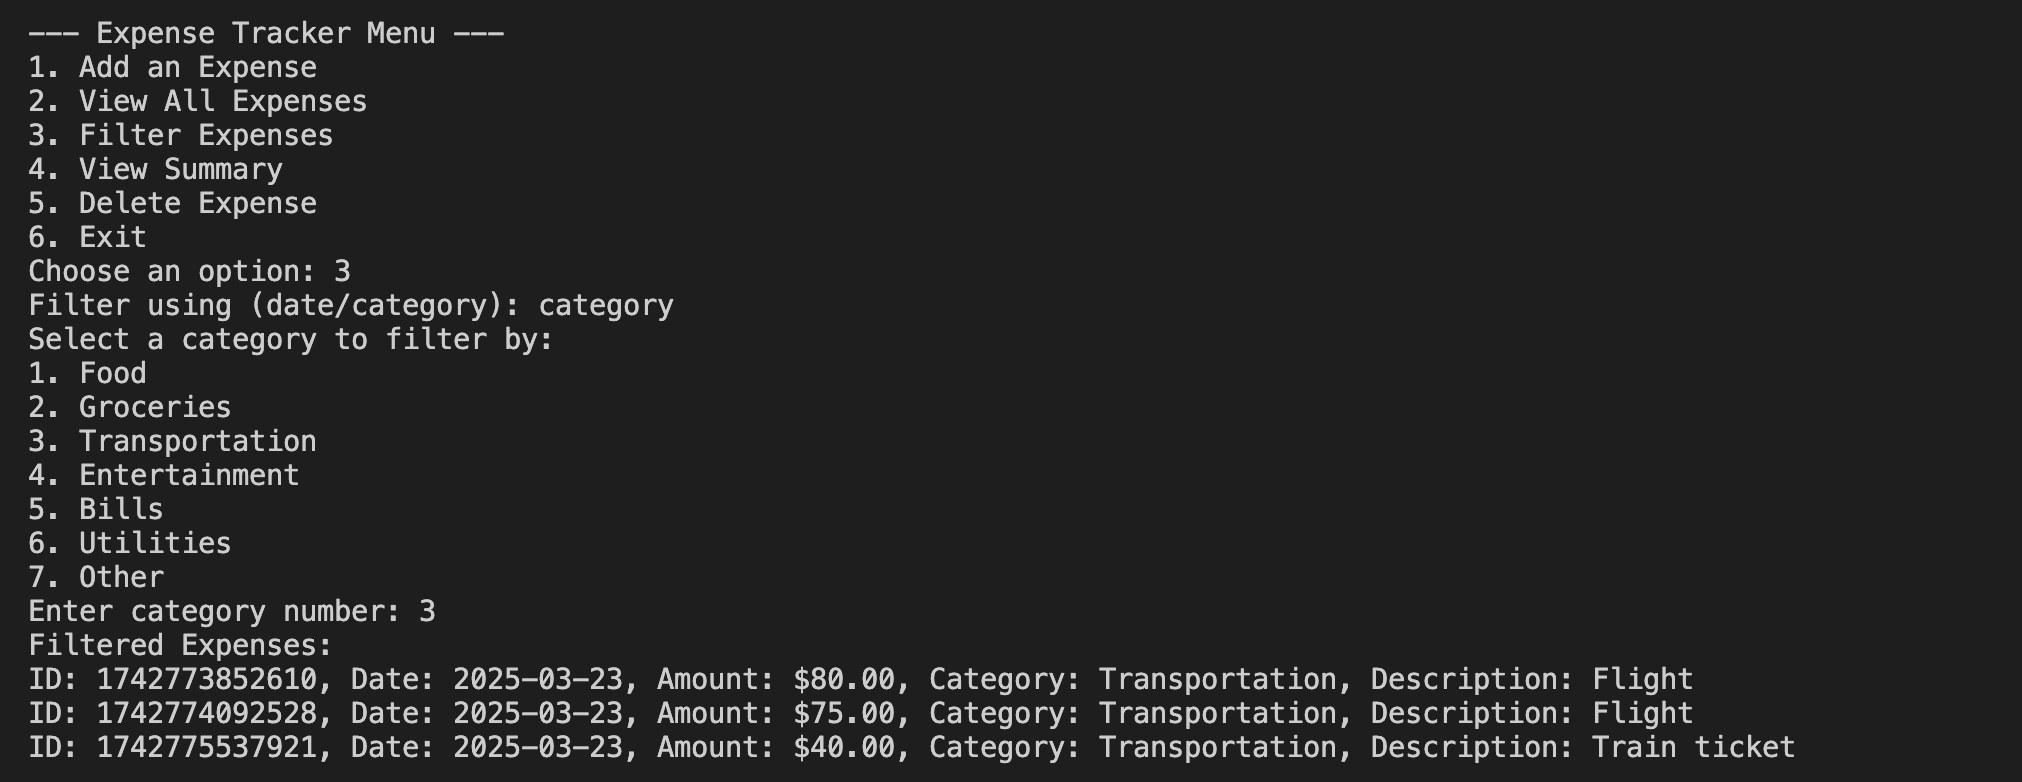 --- Expense Tracker Menu ---
1. Add an Expense
2. View All Expenses
3. Filter Expenses
4. View Summary
5. Delete Expense
6. Exit
Choose an option: 3
Filter using (date/category): category
Select a category to filter by:
1. Food
2. Groceries
3. Transportation
4. Entertainment
5. Bills
6. Utilities
7. Other
Enter category number: 3
Filtered Expenses:
ID: 1742773852610, Date: 2025-03-23, Amount: $80.00, Category: Transportation, Description: Flight
ID: 1742774092528, Date: 2025-03-23, Amount: $75.00, Category: Transportation, Description: Flight
ID: 1742775537921, Date: 2025-03-23, Amount: $40.00, Category: Transportation, Description: Train ticket